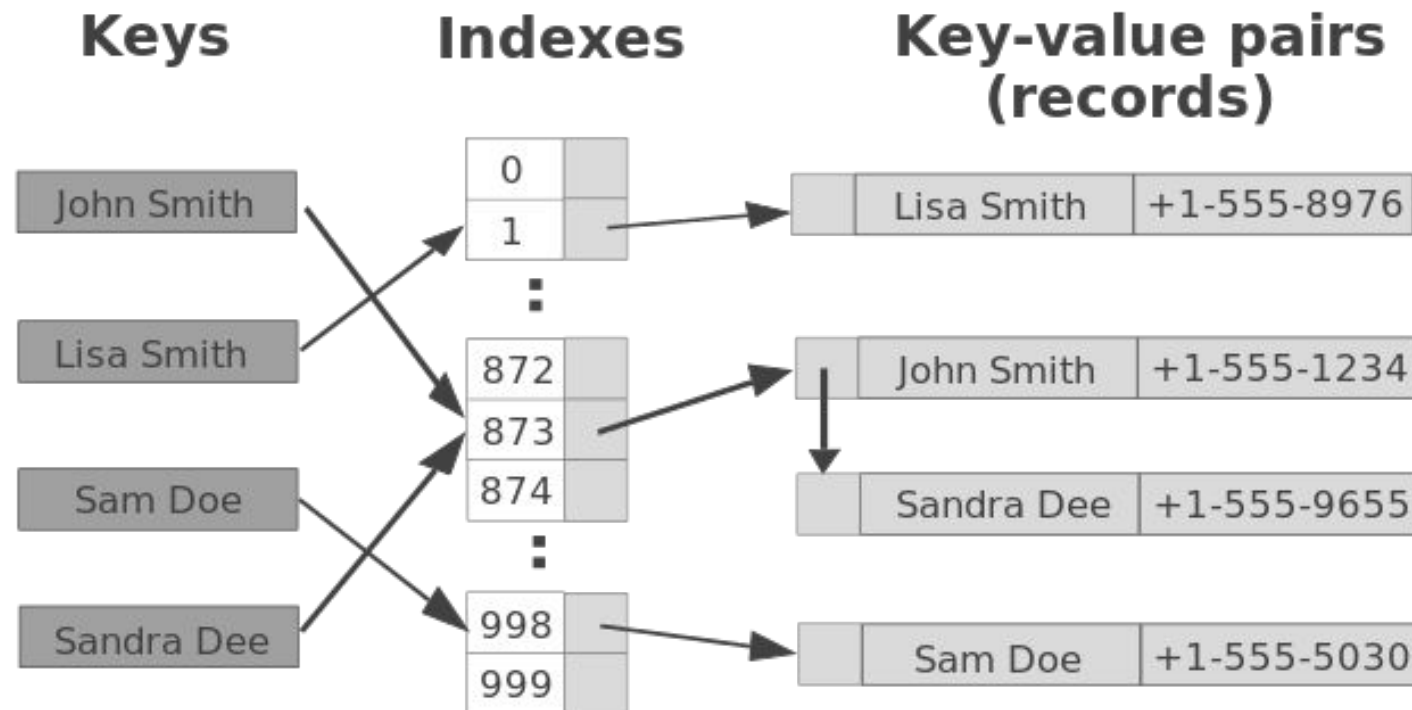 Keys
Indexes
Key-value pairs
(records)
John Smith
Lisa Smith
Sam Doe
Sandra Dee
0
1
:
872
873
874
:
998
999
Lisa Smith +1-555-8976
John Smith +1-555-1234
Sandra Dee +1-555-9655
Sam Doe +1-555-5030